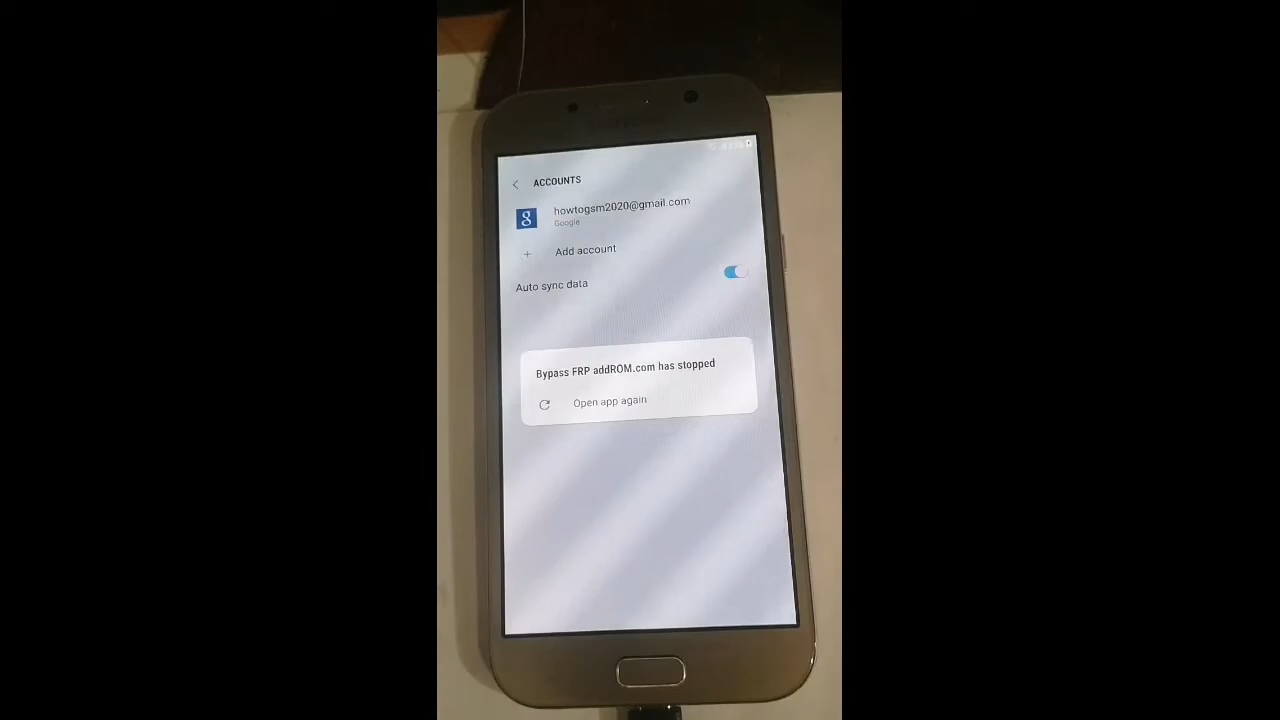 ACCOUNTS
howtogsm2020@gmail.com
Google
Add account
Auto sync data
Bypass FRP addROM.com has stopped
Open app again